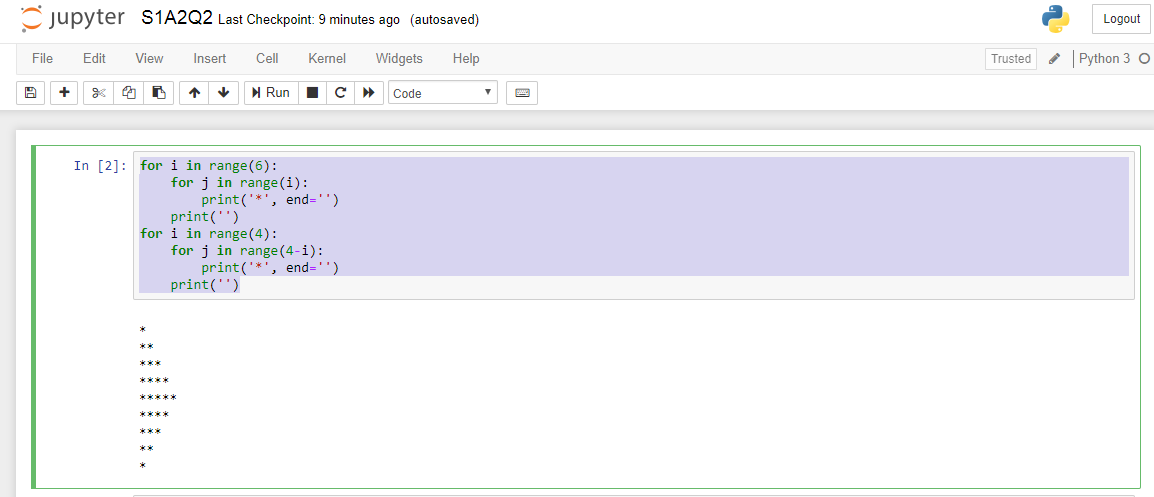 jupyter S1A2Q2 Last Checkpoint: 9 minutes ago (autosaved) Logout
File Edit View Insert Cell Kernel Widgets Help Trusted Python 3
Run Code
In [2]: for i in range(6):
    for j in range(i):
        print('*', end='')
    print('')
for i in range(4):
    for j in range(4-i):
        print('*', end='')
    print('')
*
**
***
****
*****
****
***
**
*